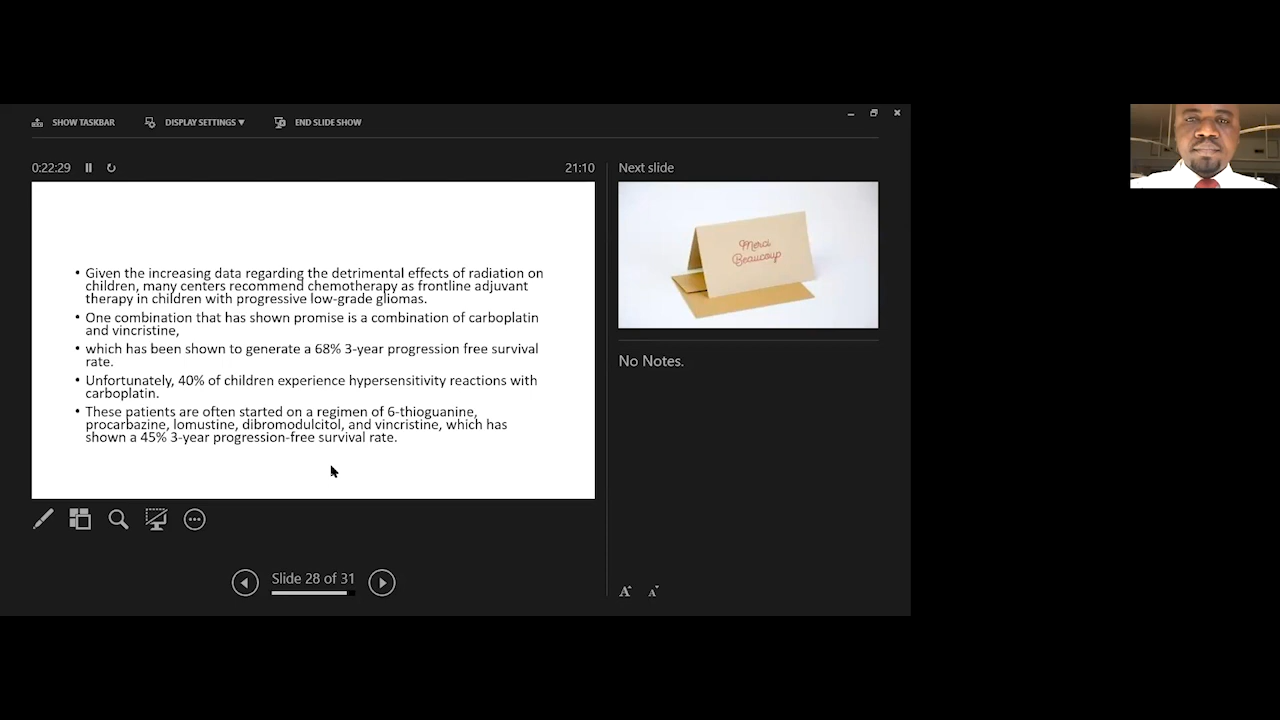 SHOW TASKBAR
DISPLAY SETTINGS ▼
END SLIDE SHOW
0:22:29
21:10
Next slide
• Given the increasing data regarding the detrimental effects of radiation on
children, many centers recommend chemotherapy as frontline adjuvant
therapy in children with progressive low-grade gliomas.
• One combination that has shown promise is a combination of carboplatin
and vincristine,
• which has been shown to generate a 68% 3-year progression free survival
rate.
• Unfortunately, 40% of children experience hypersensitivity reactions with
carboplatin.
• These patients are often started on a regimen of 6-thioguanine,
procarbazine, lomustine, dibromodulcitol, and vincristine, which has
shown a 45% 3-year progression-free survival rate.
Merci
Beaucoup
No Notes.
Slide 28 of 31
A A